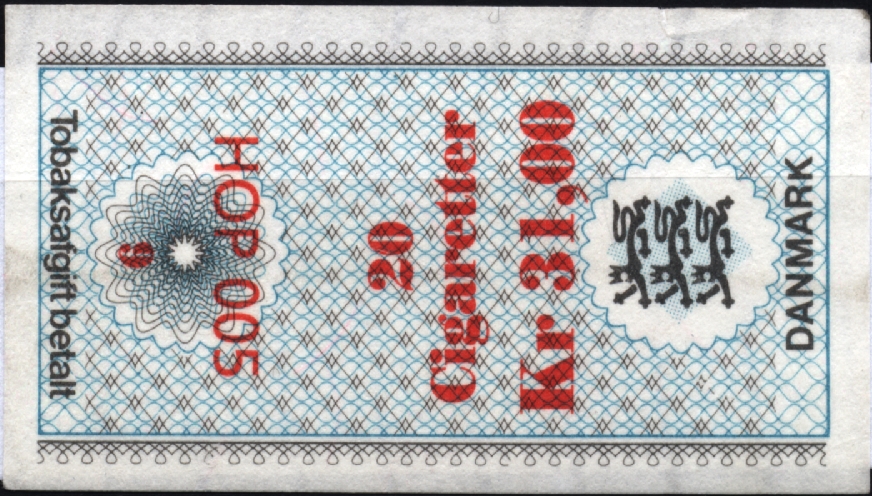 20
Cigaretter
Kr 31,00
DANMARK
HOP 005
Tobaksafgift betalt